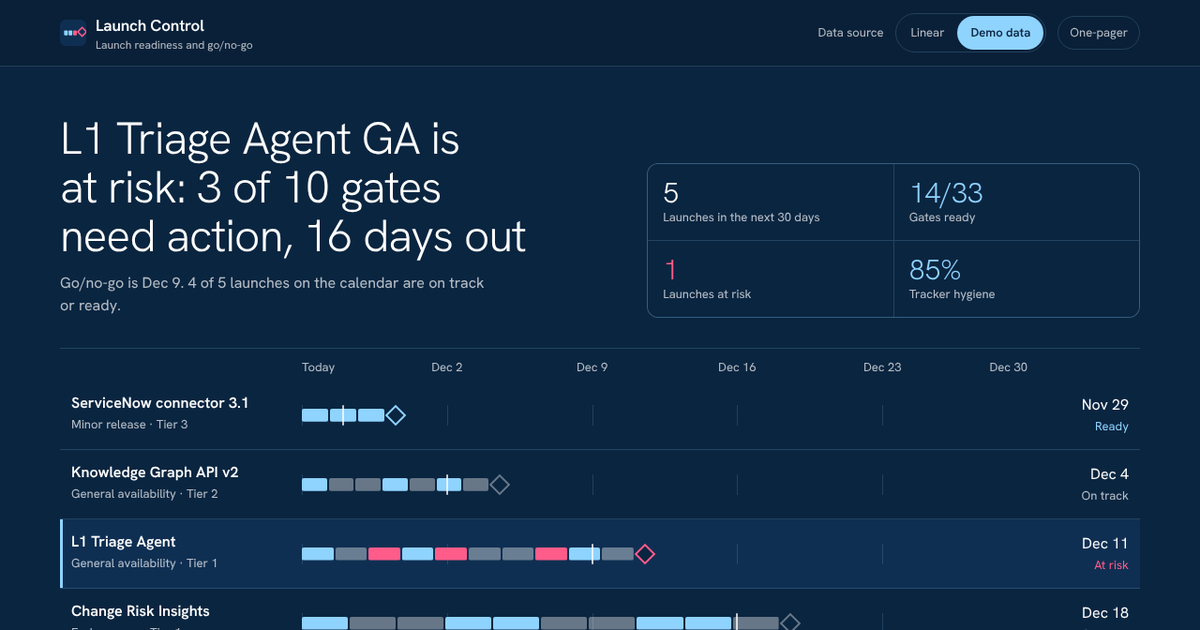 Launch Control
Launch readiness and go/no-go
Data source
Linear
Demo data
One-pager
L1 Triage Agent GA is
at risk: 3 of 10 gates
need action, 16 days out
Go/no-go is Dec 9. 4 of 5 launches on the calendar are on track
or ready.
5
Launches in the next 30 days
14/33
Gates ready
1
Launches at risk
85%
Tracker hygiene
Today
Dec 2
Dec 9
Dec 16
Dec 23
Dec 30
ServiceNow connector 3.1
Minor release · Tier 3
Nov 29
Ready
Knowledge Graph API v2
General availability · Tier 2
Dec 4
On track
L1 Triage Agent
General availability · Tier 1
Dec 11
At risk
Change Risk Insights
Dec 18